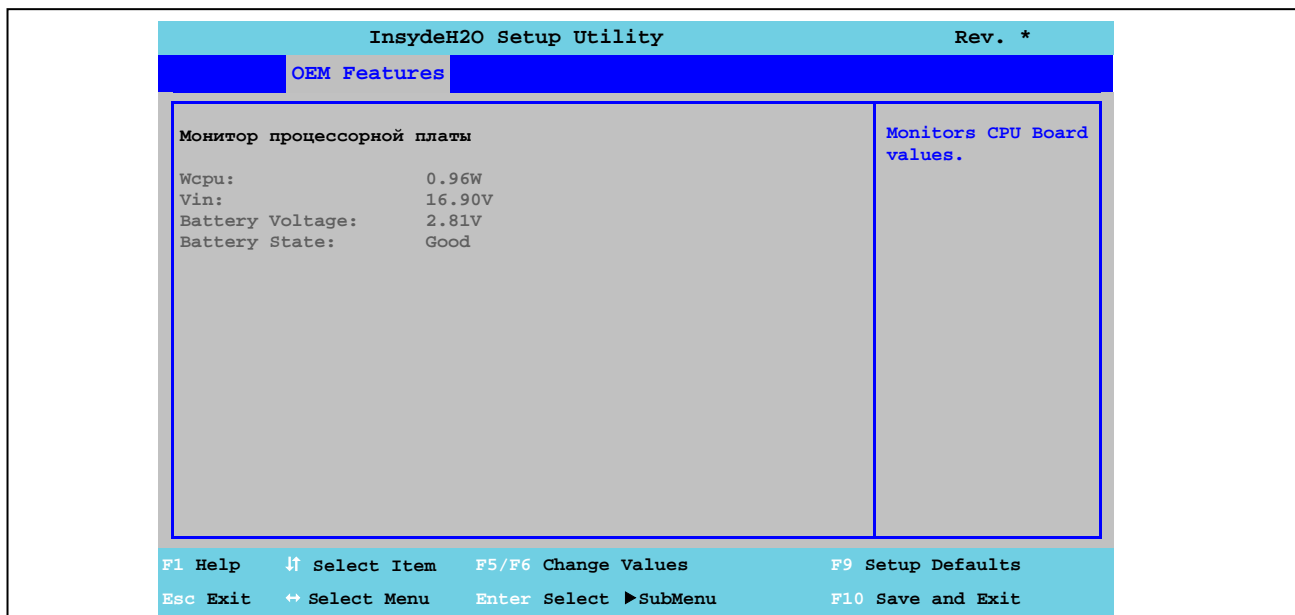 InsydeH2O Setup Utility Rev. *
OEM Features
Монитор процессорной платы
Wcpu: 0.96W
Vin: 16.90V
Battery Voltage: 2.81V
Battery State: Good
Monitors CPU Board
values.
F1 Help ↓↑ Select Item F5/F6 Change Values F9 Setup Defaults
Esc Exit ↔ Select Menu Enter Select ▶SubMenu F10 Save and Exit